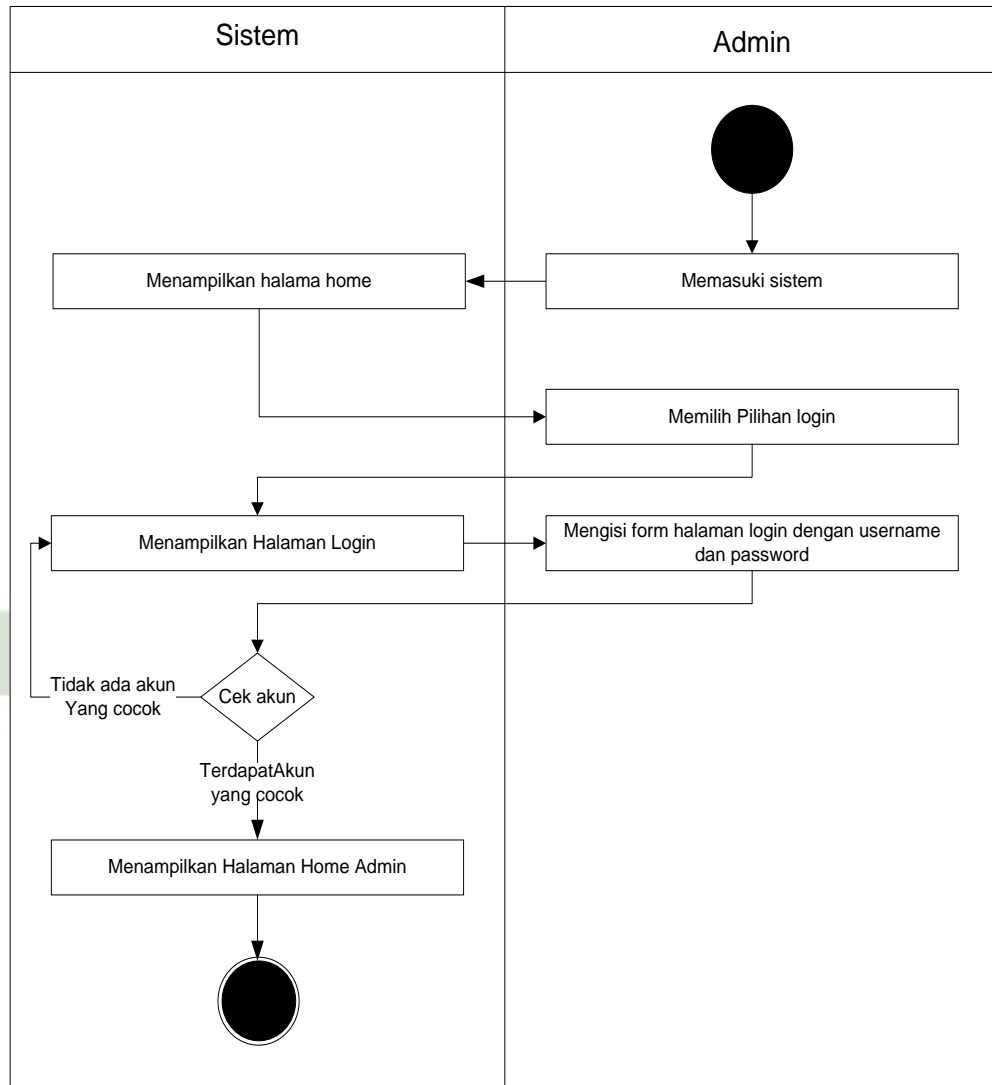 Sistem
Admin
Menampilkan halama home
Memasuki sistem
Memilih Pilihan login
Menampilkan Halaman Login
Mengisi form halaman login dengan username
dan password
Tidak ada akun
Yang cocok
Cek akun
TerdapatAkun
yang cocok
Menampilkan Halaman Home Admin